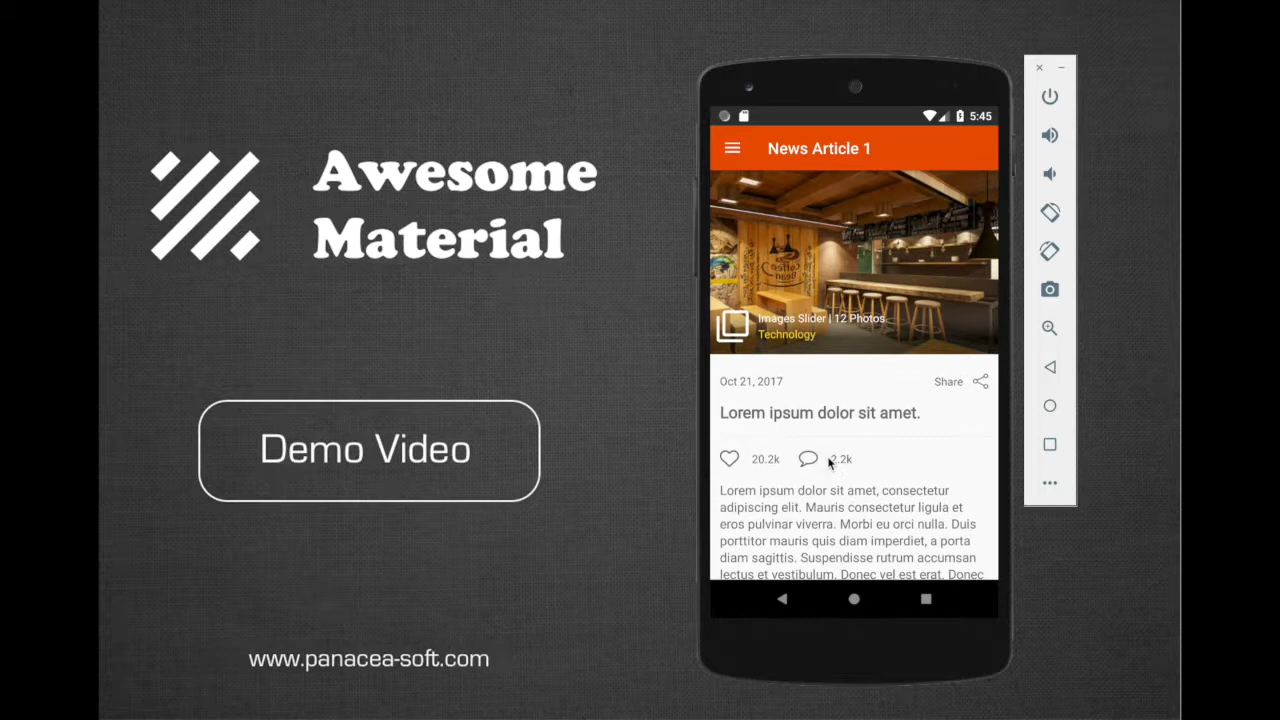 Awesome
Material
Demo Video
www.panacea-soft.com
5:45
News Article 1
Coffee
Bean
Images Slider | 12 Photos
Technology
Oct 21, 2017
Share
Lorem ipsum dolor sit amet.
20.2k
2.2k
Lorem ipsum dolor sit amet, consectetur
adipiscing elit. Mauris consectetur ligula et
eros pulvinar viverra. Morbi eu orci nulla. Duis
porttitor mauris quis diam imperdiet, a porta
diam sagittis. Suspendisse rutrum accumsan
lectus et vestibulum. Donec vel est erat. Donec